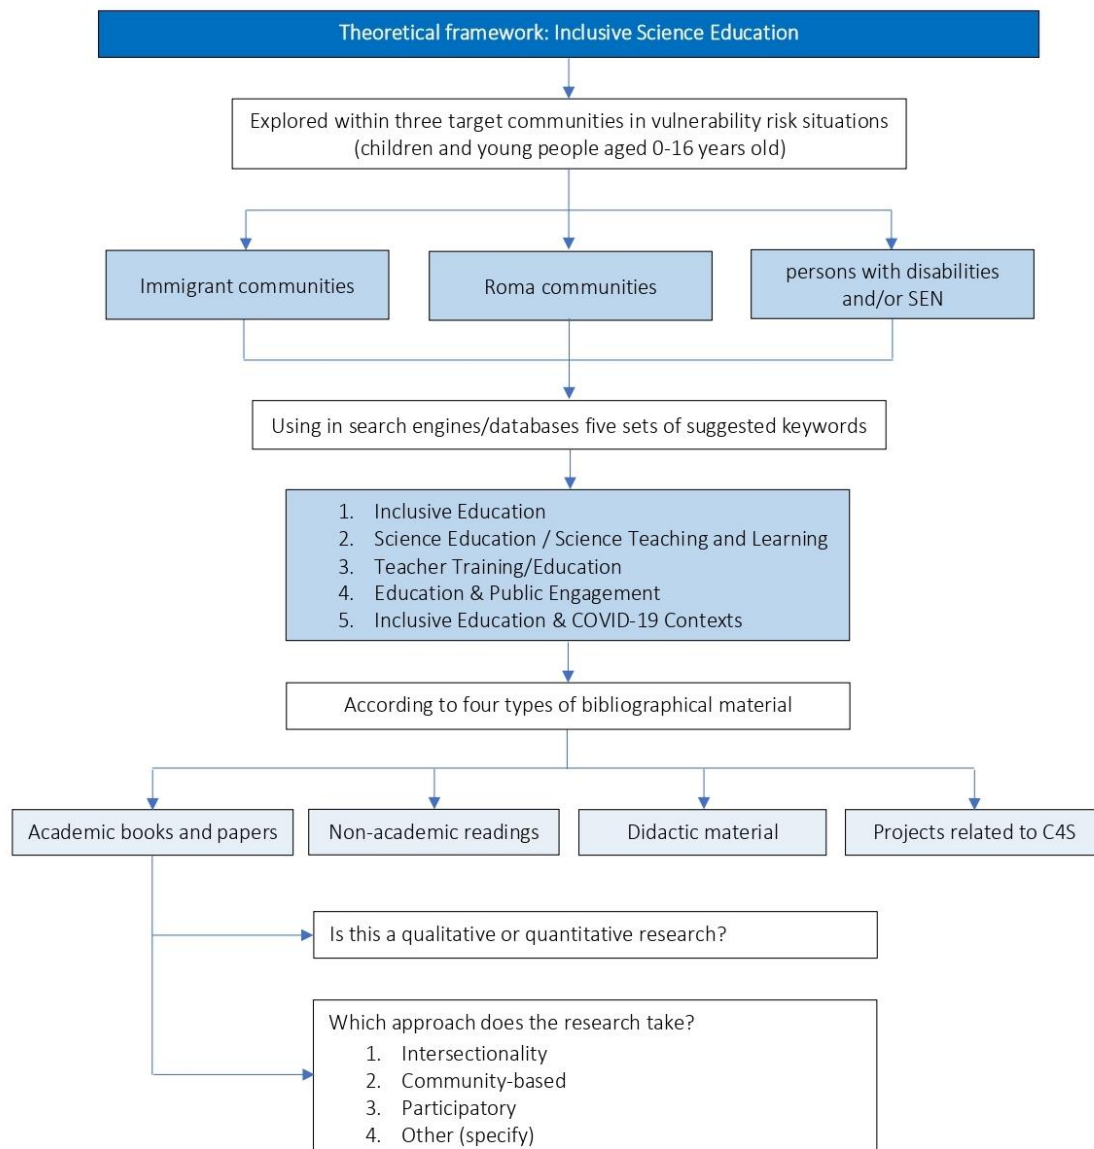 Theoretical framework: Inclusive Science Education
Explored within three target communities in vulnerability risk situations
(children and young people aged 0-16 years old)
Immigrant communities
Roma communities
persons with disabilities
and/or SEN
Using in search engines/databases five sets of suggested keywords
1. Inclusive Education
2. Science Education / Science Teaching and Learning
3. Teacher Training/Education
4. Education & Public Engagement
5. Inclusive Education & COVID-19 Contexts
According to four types of bibliographical material
Academic books and papers
Non-academic readings
Didactic material
Projects related to C4S
Is this a qualitative or quantitative research?
Which approach does the research take?
1. Intersectionality
2. Community-based
3. Participatory
4. Other (specify)